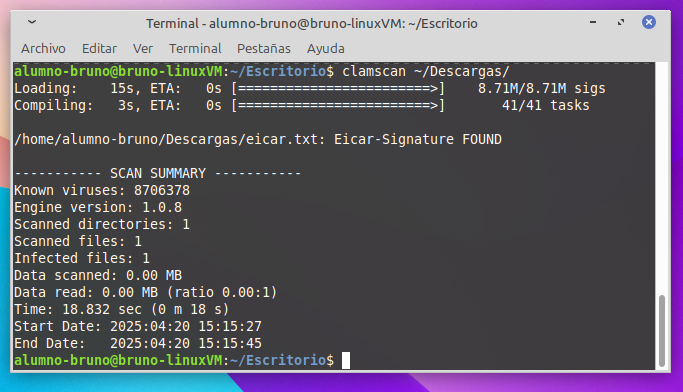 Terminal - alumno-bruno@bruno-linuxVM: ~/Escritorio
Archivo Editar Ver Terminal Pestañas Ayuda
alumno-bruno@bruno-linuxVM:~/Escritorio$ clamscan ~/Descargas/
Loading:    15s, ETA:   0s [========================>]    8.71M/8.71M sigs
Compiling:   3s, ETA:   0s [========================>]       41/41 tasks
/home/alumno-bruno/Descargas/eicar.txt: Eicar-Signature FOUND
----------- SCAN SUMMARY -----------
Known viruses: 8706378
Engine version: 1.0.8
Scanned directories: 1
Scanned files: 1
Infected files: 1
Data scanned: 0.00 MB
Data read: 0.00 MB (ratio 0.00:1)
Time: 18.832 sec (0 m 18 s)
Start Date: 2025:04:20 15:15:27
End Date:   2025:04:20 15:15:45
alumno-bruno@bruno-linuxVM:~/Escritorio$